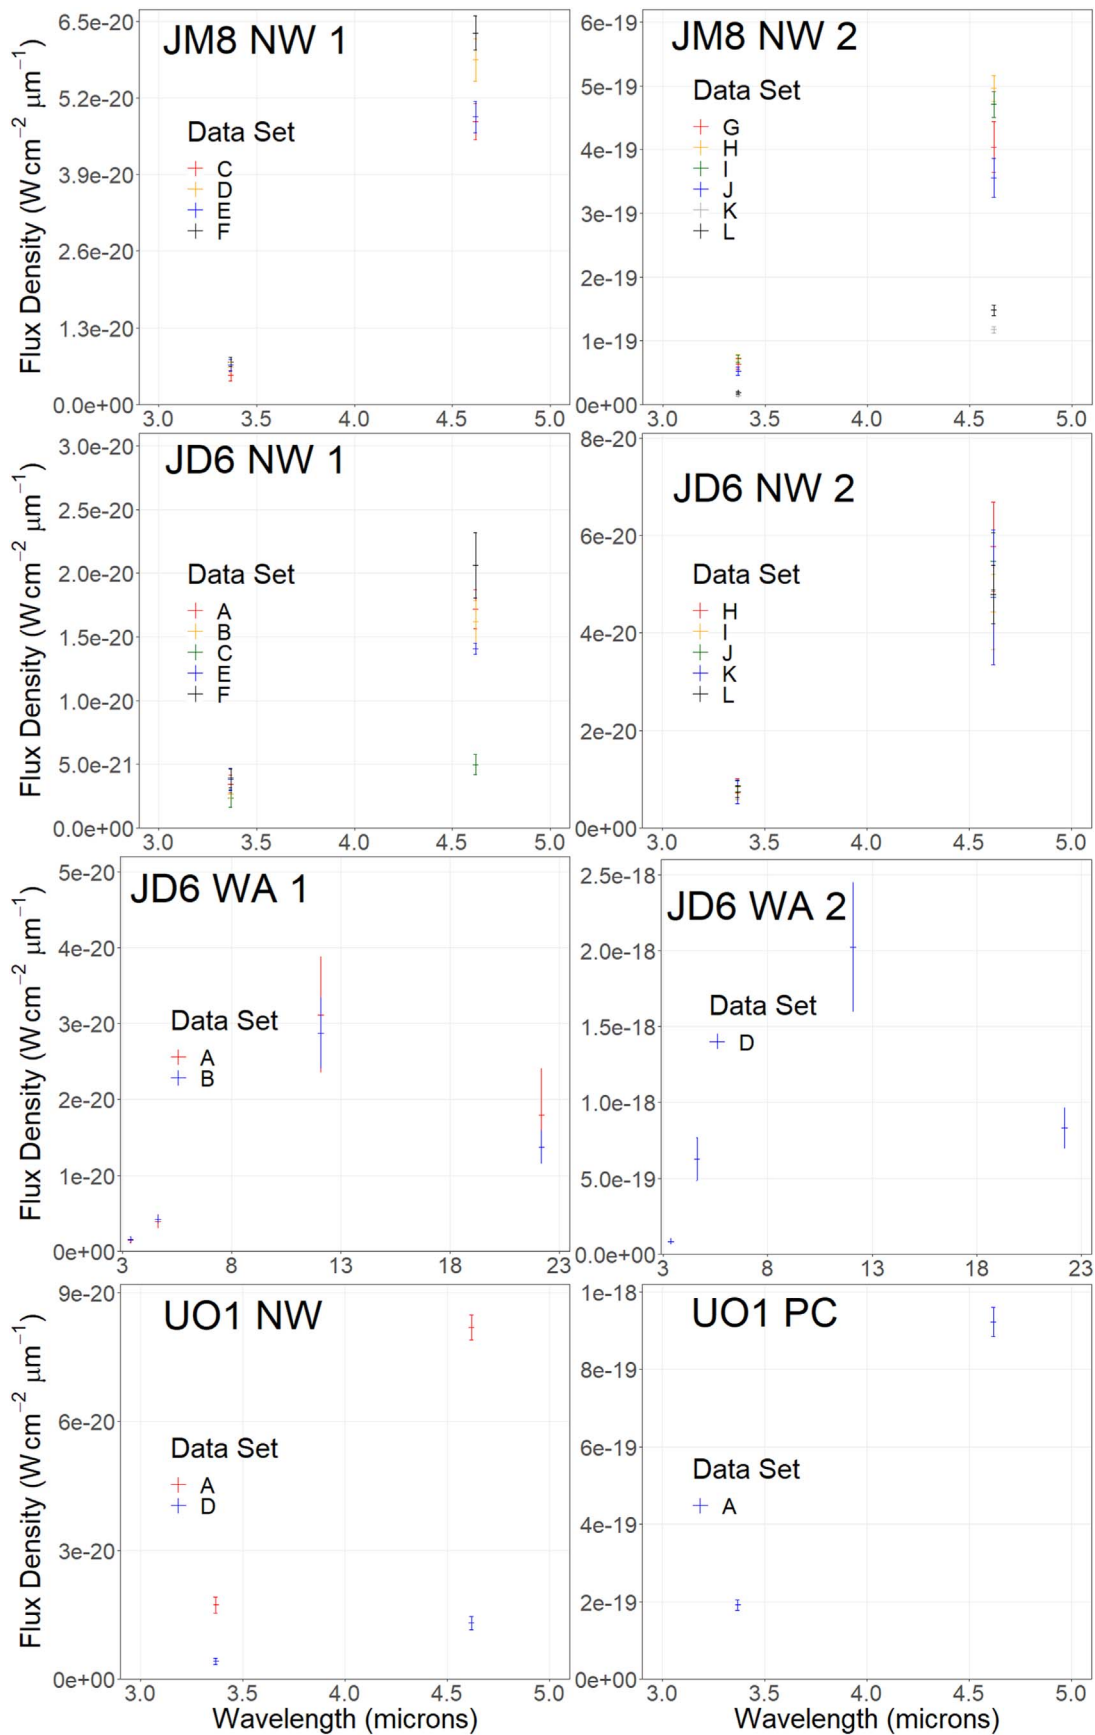 JM8 NW 1
Flux Density (W cm−2 μm−1)
6.5e-20
5.2e-20
3.9e-20
2.6e-20
1.3e-20
0.0e+00
Data Set
C
D
E
F
3.0 3.5 4.0 4.5 5.0
JM8 NW 2
6e-19
5e-19
4e-19
3e-19
2e-19
1e-19
0e+00
Data Set
G
H
I
J
K
L
3.0 3.5 4.0 4.5 5.0
JD6 NW 1
Flux Density (W cm−2 μm−1)
3.0e-20
2.5e-20
2.0e-20
1.5e-20
1.0e-20
5.0e-21
0.0e+00
Data Set
A
B
C
E
F
3.0 3.5 4.0 4.5 5.0
JD6 NW 2
8e-20
6e-20
4e-20
2e-20
0e+00
Data Set
H
I
J
K
L
3.0 3.5 4.0 4.5 5.0
JD6 WA 1
Flux Density (W cm−2 μm−1)
5e-20
4e-20
3e-20
2e-20
1e-20
0e+00
Data Set
A
B
3 8 13 18 23
JD6 WA 2
2.5e-18
2.0e-18
1.5e-18
1.0e-18
5.0e-19
0.0e+00
Data Set
D
3 8 13 18 23
UO1 NW
Flux Density (W cm−2 μm−1)
9e-20
6e-20
3e-20
0e+00
Data Set
A
D
3.0 3.5 4.0 4.5 5.0
Wavelength (microns)
UO1 PC
1e-18
8e-19
6e-19
4e-19
2e-19
0e+00
Data Set
A
3.0 3.5 4.0 4.5 5.0
Wavelength (microns)